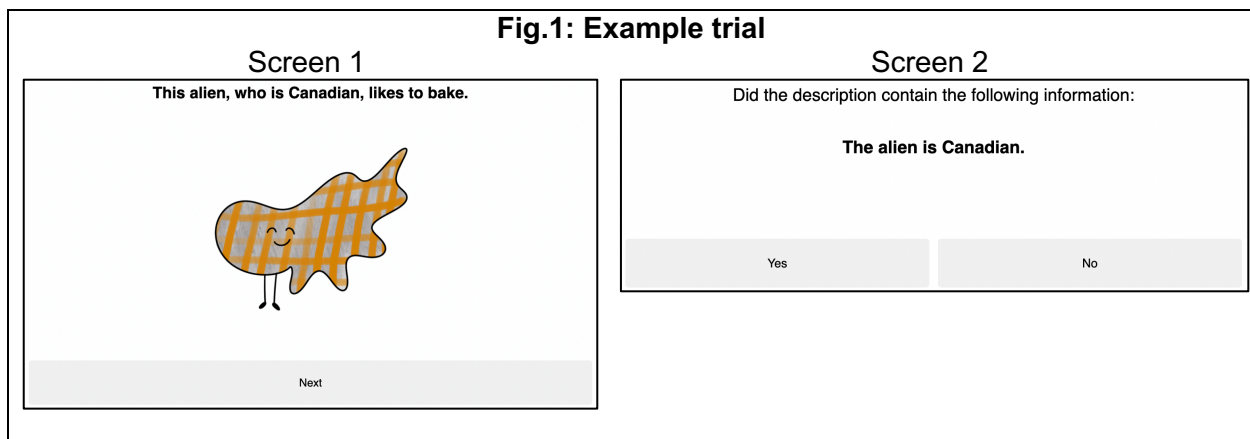 Fig.1: Example trial
Screen 1
This alien, who is Canadian, likes to bake.
Next
Screen 2
Did the description contain the following information:
The alien is Canadian.
Yes
No